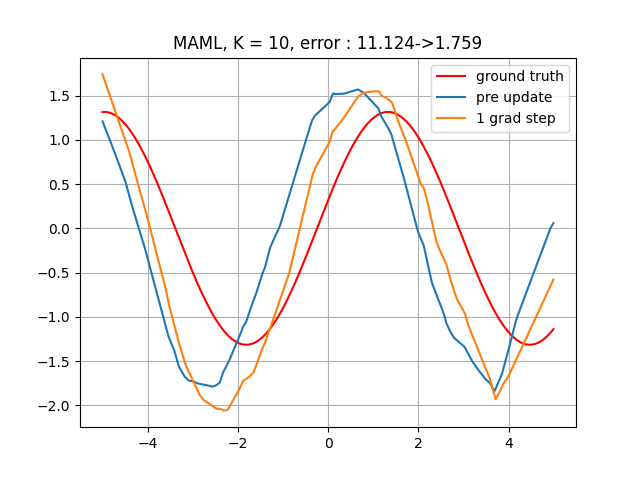 MAML, K = 10, error : 11.124->1.759
ground truth
pre update
1 grad step
1.5
1.0
0.5
0.0
−0.5
−1.0
−1.5
−2.0
−4 −2 0 2 4